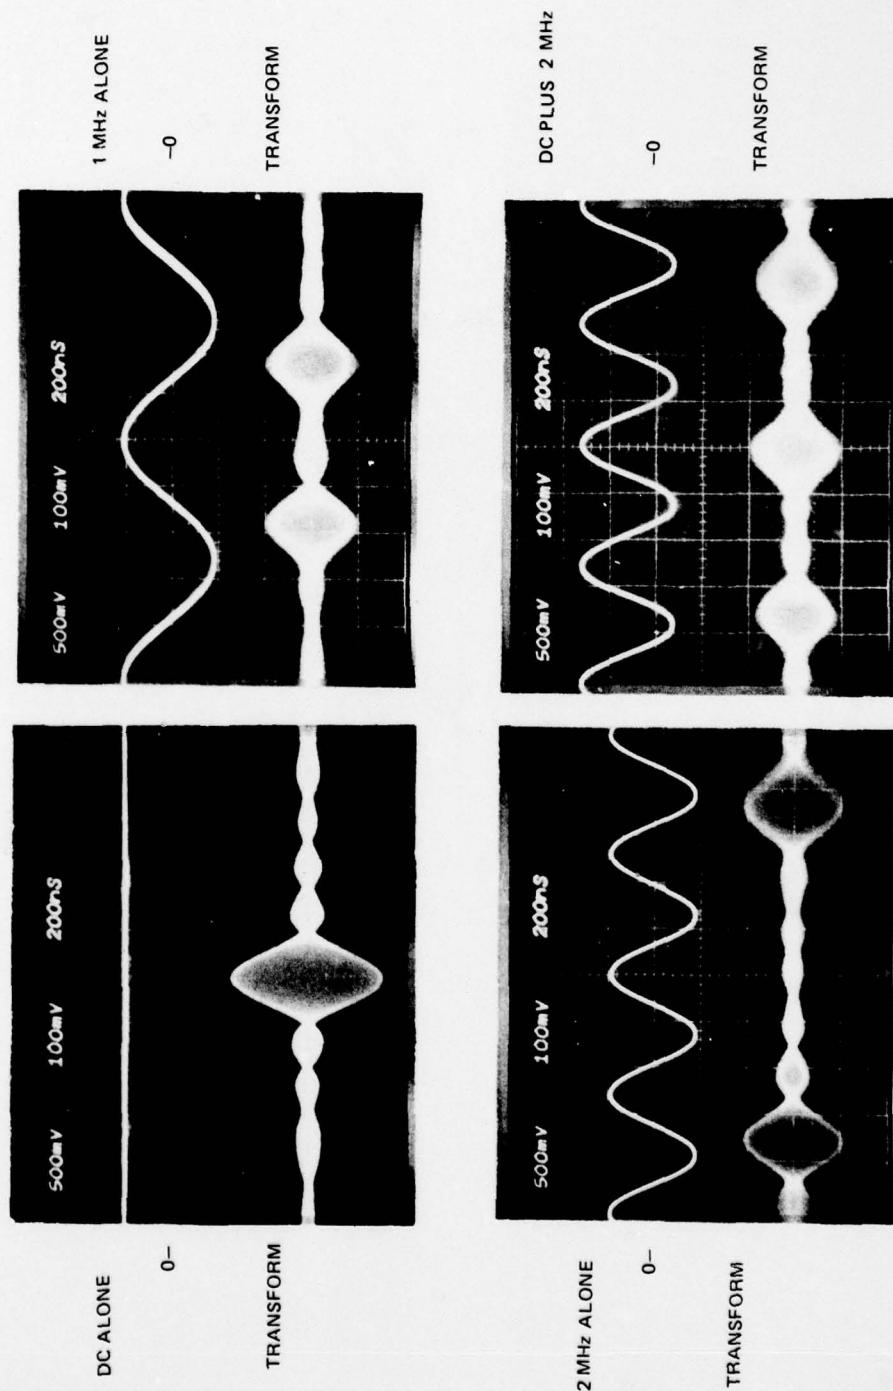 DC ALONE
0–
TRANSFORM
500mV 100mV 200nS
1 MHz ALONE
–0
TRANSFORM
500mV 100mV 200nS
2 MHz ALONE
0–
TRANSFORM
500mV 100mV 200nS
DC PLUS 2 MHz
–0
TRANSFORM
500mV 100mV 200nS